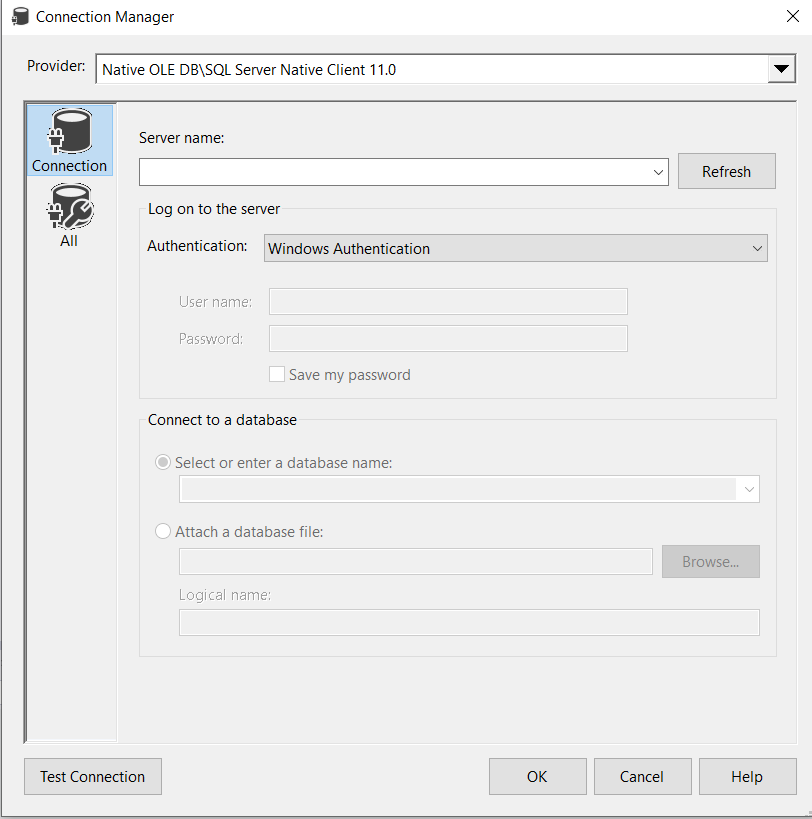 Connection Manager
Provider: Native OLE DB\SQL Server Native Client 11.0
Connection
All
Server name:
Refresh
Log on to the server
Authentication: Windows Authentication
User name:
Password:
Save my password
Connect to a database
Select or enter a database name:
Attach a database file:
Browse...
Logical name:
Test Connection OK Cancel Help